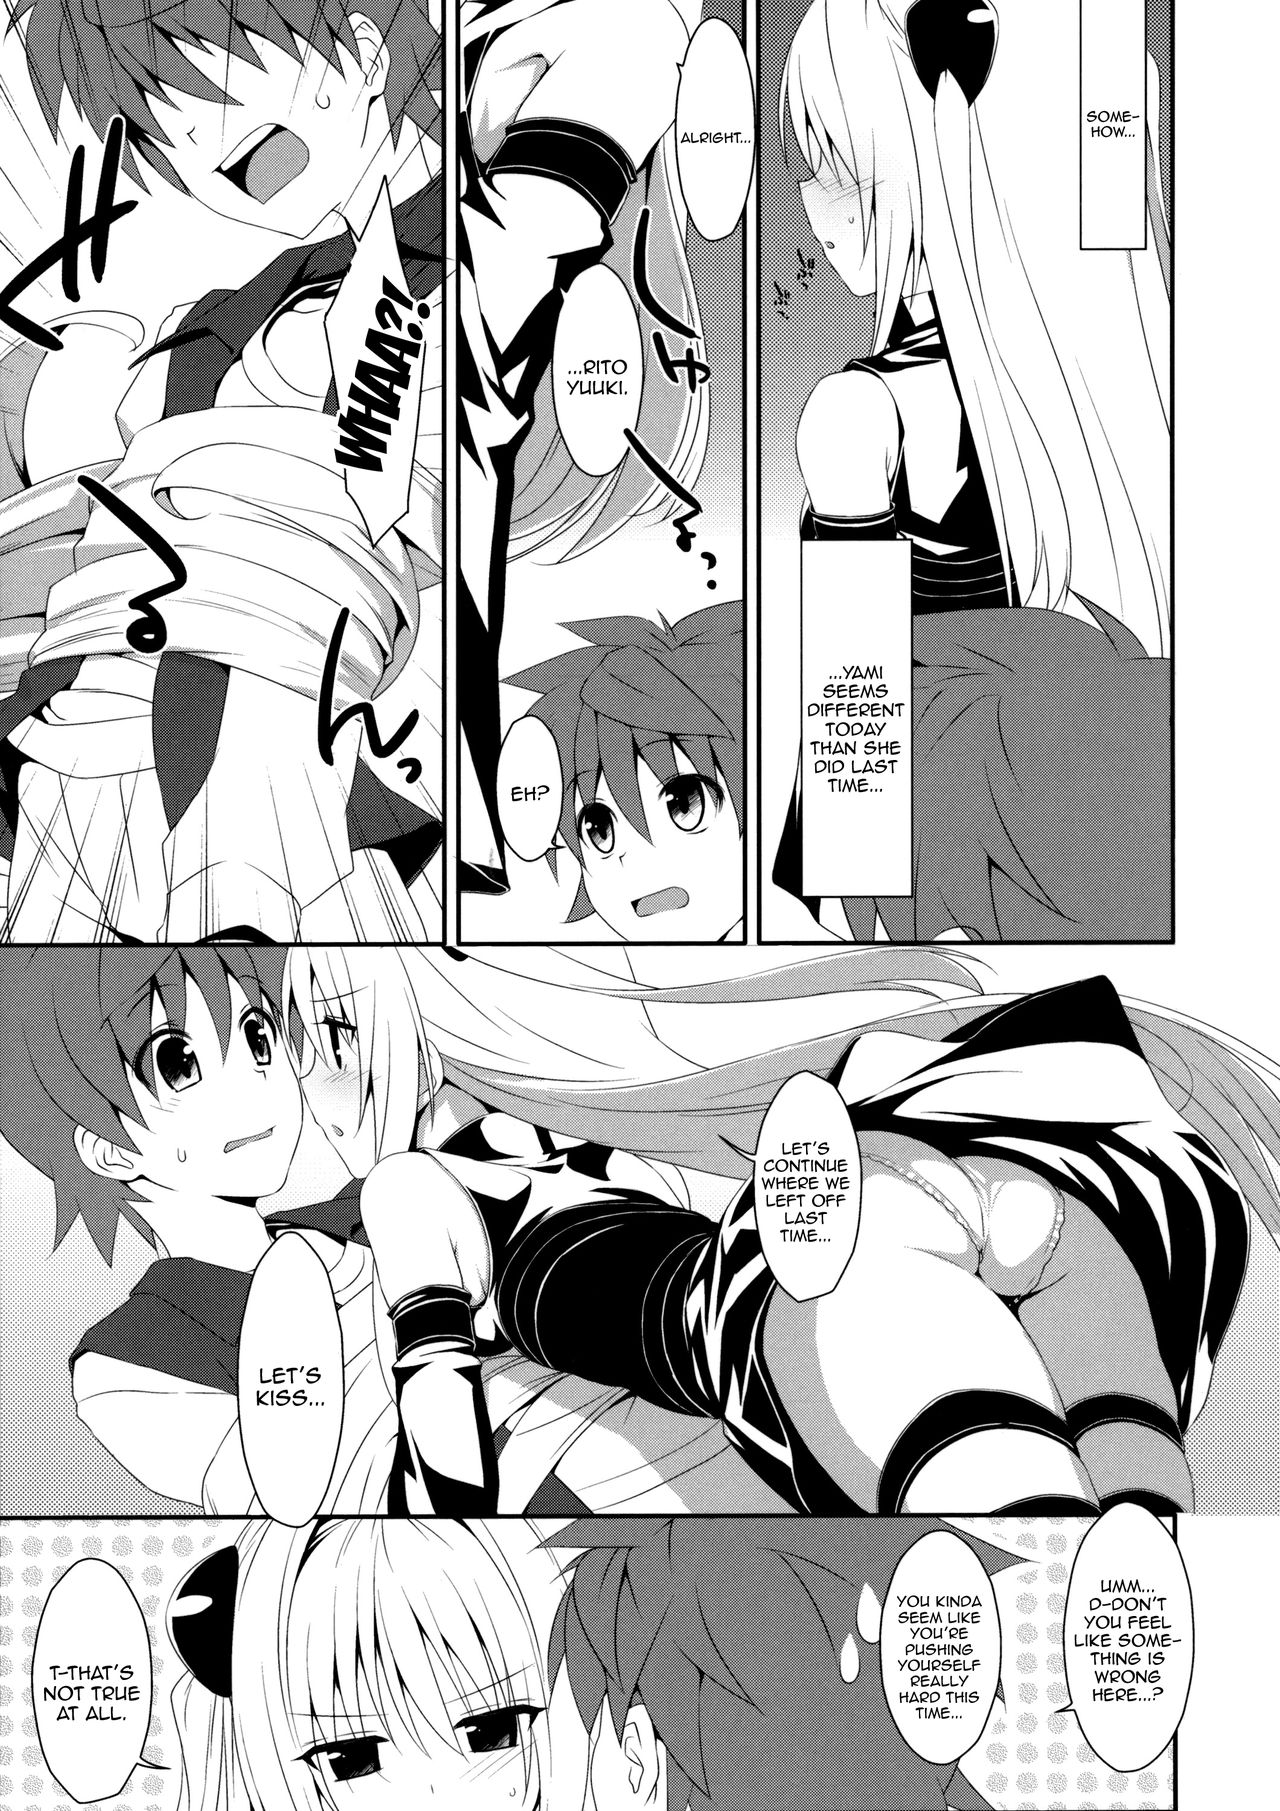 SOME-
HOW...
...YAMI
SEEMS
DIFFERENT
TODAY
THAN SHE
DID LAST
TIME...
ALRIGHT...
...RITO
YUUKI.
EH?
WHAA?!
LET'S
CONTINUE
WHERE WE
LEFT OFF
LAST
TIME...
LET'S
KISS...
UMM...
D-DON'T
YOU FEEL
LIKE SOME-
THING IS
WRONG
HERE...?
YOU KINDA
SEEM LIKE
YOU'RE
PUSHING
YOURSELF
REALLY
HARD THIS
TIME...
T-THAT'S
NOT TRUE
AT ALL.